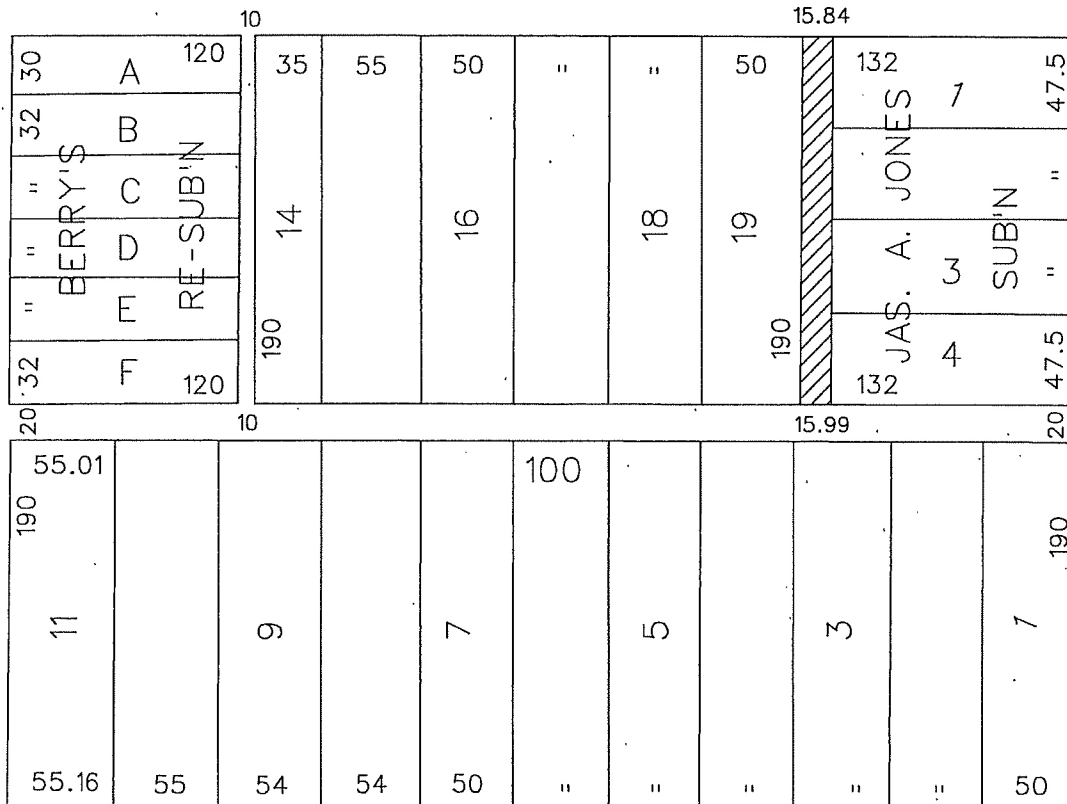 10 15.84
30 A 120 35 55 50 " " 50 132 1 47.5
32 B
" C "
BERRY'S RE-SUB'N
14 16 18 19
JAS. A. JONES SUB'N
" D 3 "
" E
190 190
32 F 120 132 4 47.5
20 10 15.99 20
55.01 100
190 190
11 9 7 5 3 1
55.16 55 54 54 50 " " " " " 50